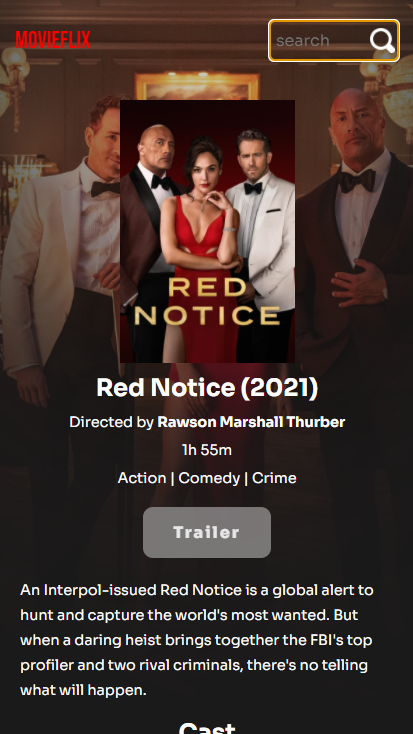 MOVIEFLIX
search
RED
NOTICE
Red Notice (2021)
Directed by Rawson Marshall Thurber
1h 55m
Action | Comedy | Crime
Trailer
An Interpol-issued Red Notice is a global alert to
hunt and capture the world's most wanted. But
when a daring heist brings together the FBI's top
profiler and two rival criminals, there's no telling
what will happen.
Cast